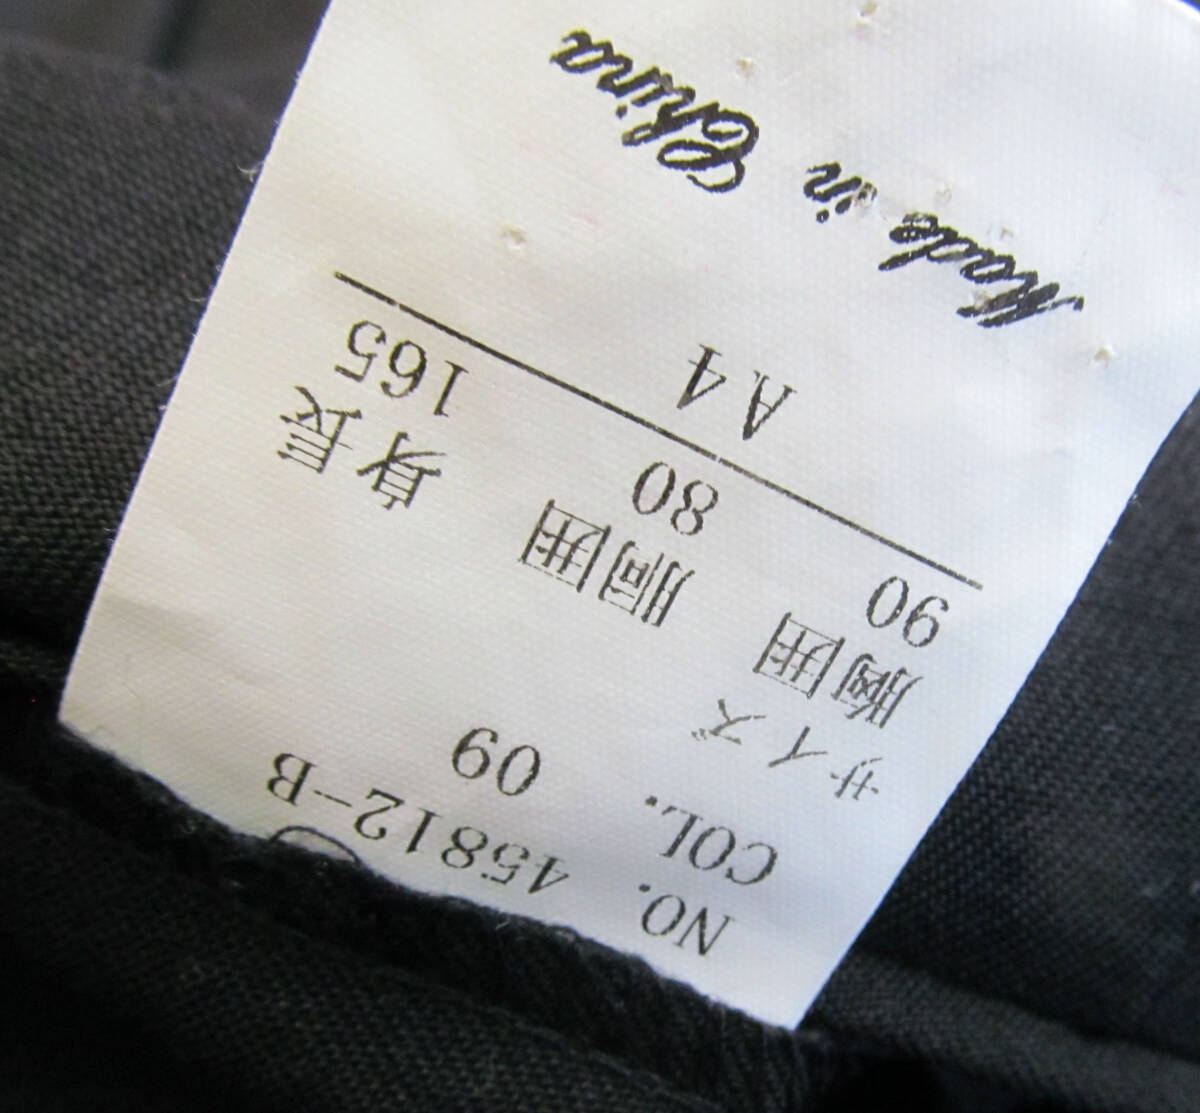 NO. 45812-B
COL. 09
サイズ
胸囲 胴囲 身長
90 80 165
A4
Made in China